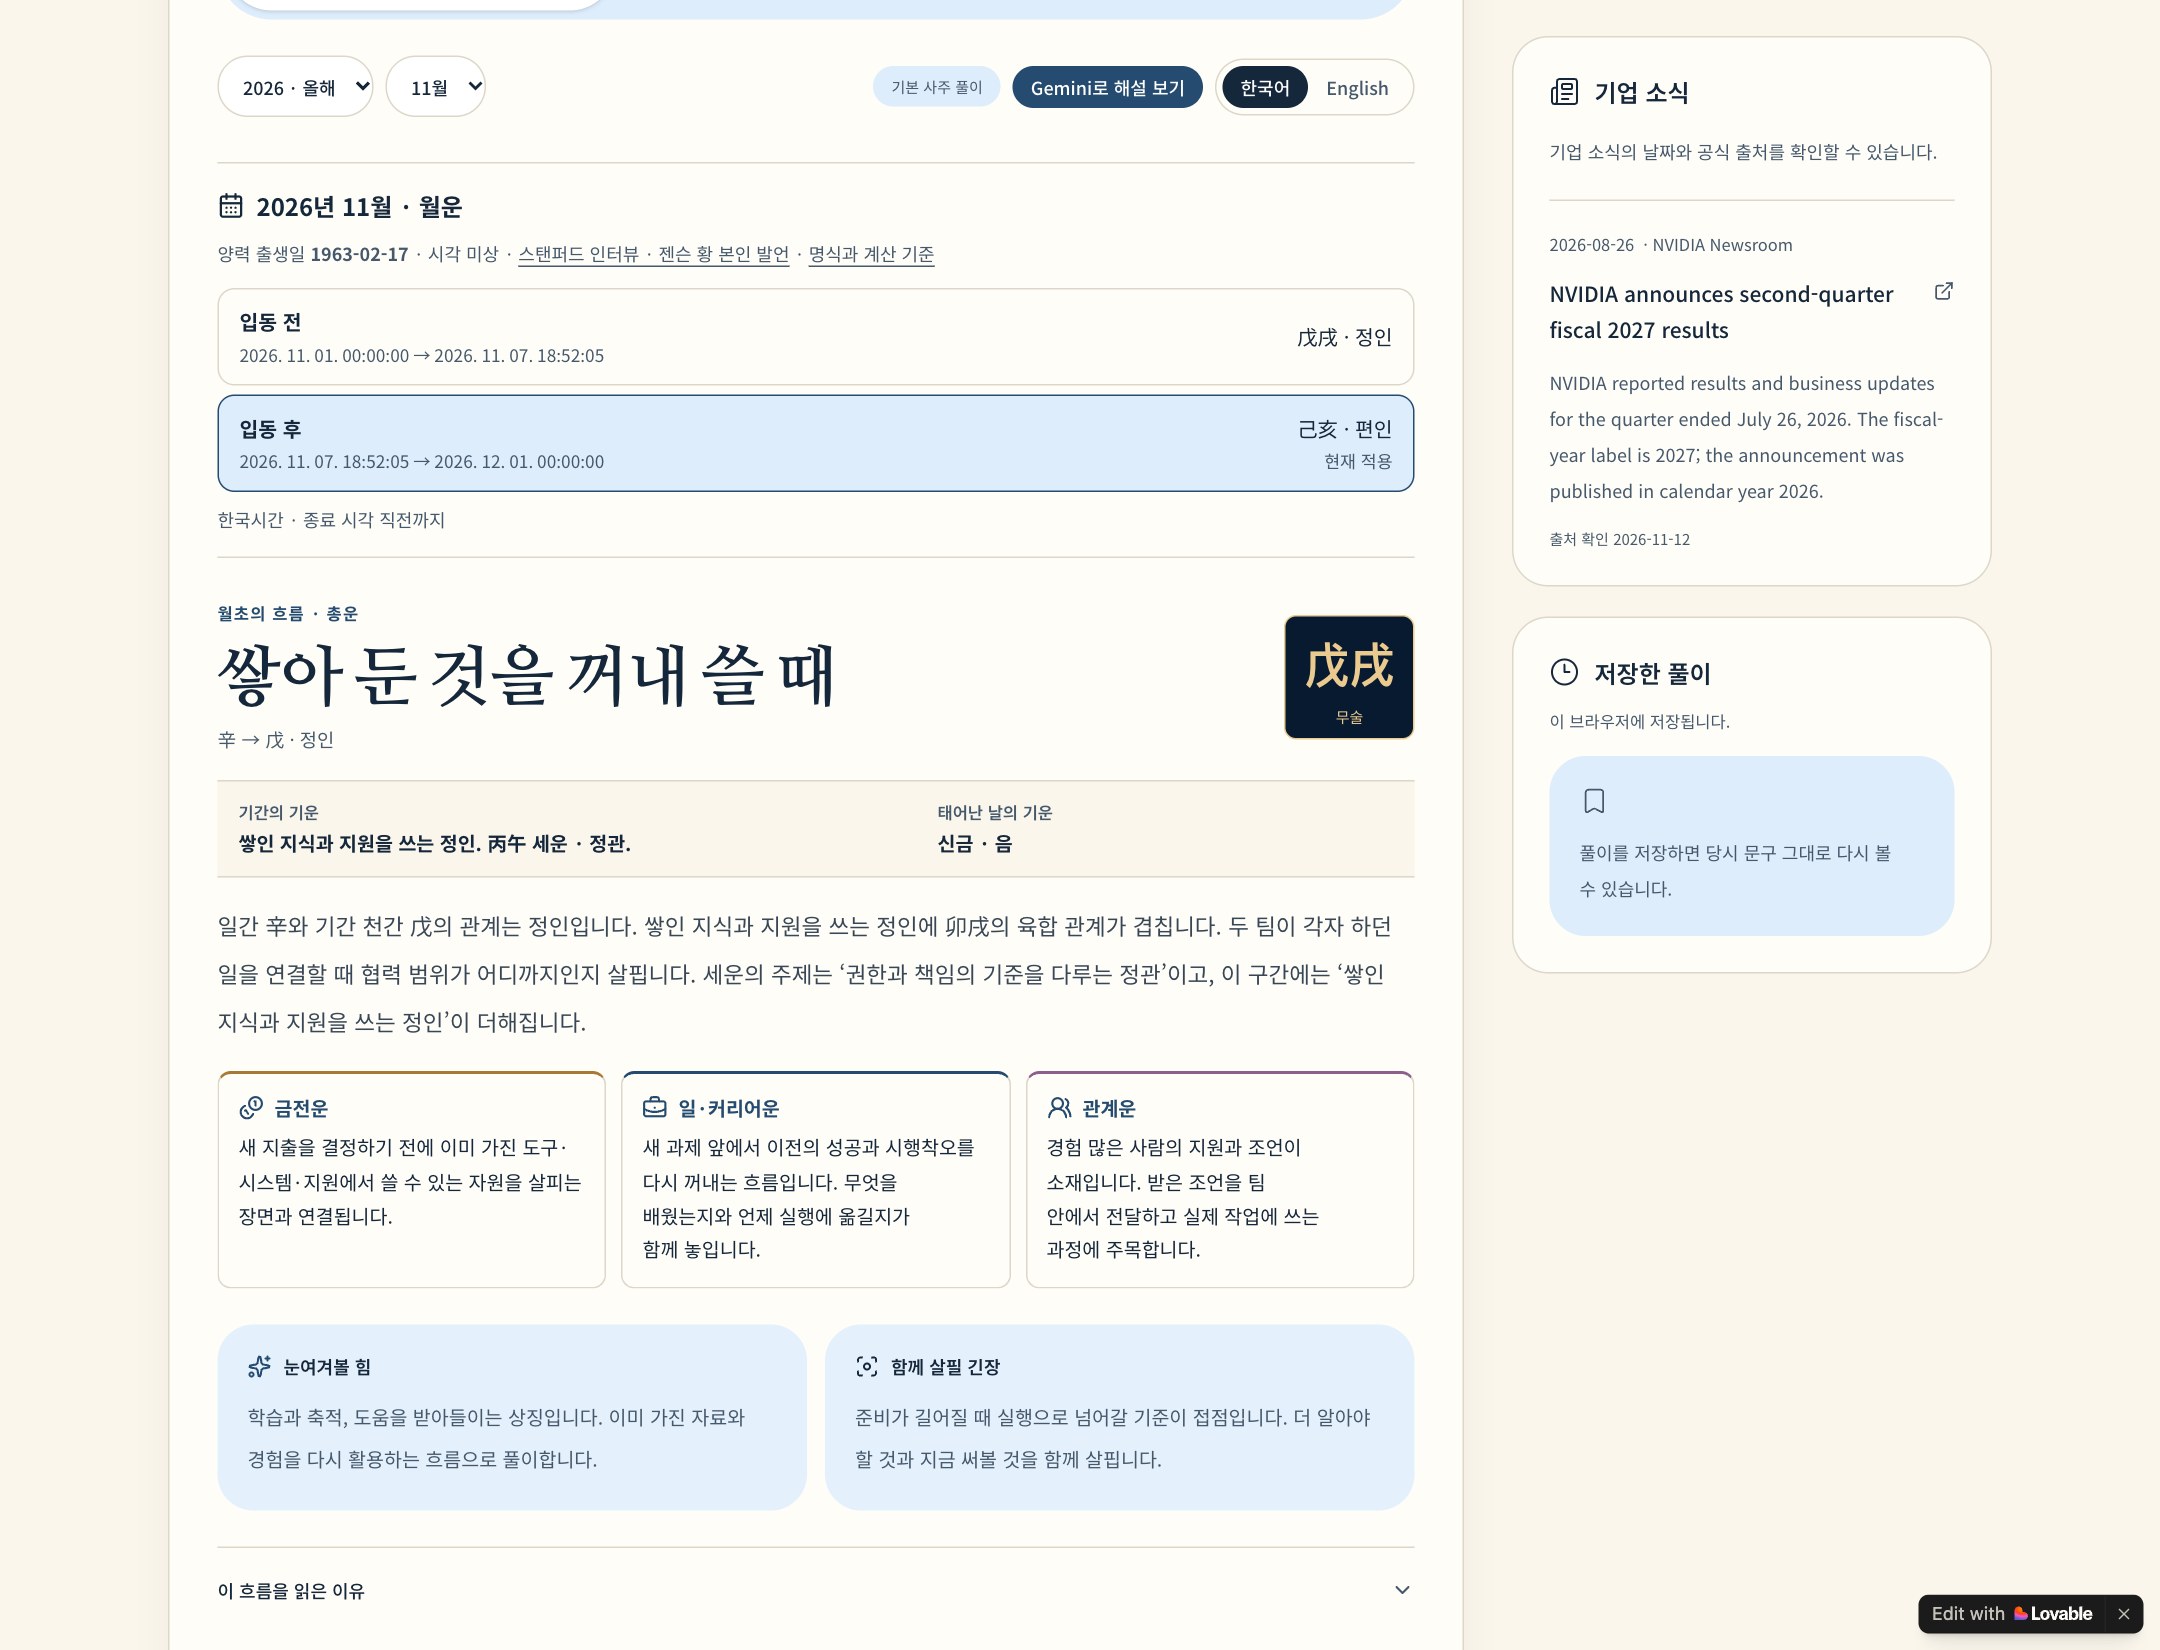 2026 · 올해
11월
기본 사주 풀이
Gemini로 해설 보기
한국어
English
2026년 11월 · 월운
양력 출생일 1963-02-17 · 시각 미상 · 스탠퍼드 인터뷰 · 젠슨 황 본인 발언 · 명식과 계산 기준
입동 전
2026. 11. 01. 00:00:00 → 2026. 11. 07. 18:52:05
戊戌 · 정인
입동 후
2026. 11. 07. 18:52:05 → 2026. 12. 01. 00:00:00
己亥 · 편인
현재 적용
한국시간 · 종료 시각 직전까지
월초의 흐름 · 총운
쌓아 둔 것을 꺼내 쓸 때
辛 → 戊 · 정인
戊戌
무술
기간의 기운
쌓인 지식과 지원을 쓰는 정인. 丙午 세운 · 정관.
태어난 날의 기운
신금 · 음
일간 辛와 기간 천간 戊의 관계는 정인입니다. 쌓인 지식과 지원을 쓰는 정인에 卯戌의 육합 관계가 겹칩니다. 두 팀이 각자 하던
일을 연결할 때 협력 범위가 어디까지인지 살핍니다. 세운의 주제는 ‘권한과 책임의 기준을 다루는 정관’이고, 이 구간에는 ‘쌓인
지식과 지원을 쓰는 정인’이 더해집니다.
금전운
새 지출을 결정하기 전에 이미 가진 도구·
시스템·지원에서 쓸 수 있는 자원을 살피는
장면과 연결됩니다.
일·커리어운
새 과제 앞에서 이전의 성공과 시행착오를
다시 꺼내는 흐름입니다. 무엇을
배웠는지와 언제 실행에 옮길지가
함께 놓입니다.
관계운
경험 많은 사람의 지원과 조언이
소재입니다. 받은 조언을 팀
안에서 전달하고 실제 작업에 쓰는
과정에 주목합니다.
눈여겨볼 힘
학습과 축적, 도움을 받아들이는 상징입니다. 이미 가진 자료와
경험을 다시 활용하는 흐름으로 풀이합니다.
함께 살필 긴장
준비가 길어질 때 실행으로 넘어갈 기준이 접점입니다. 더 알아야
할 것과 지금 써볼 것을 함께 살핍니다.
이 흐름을 읽은 이유
기업 소식
기업 소식의 날짜와 공식 출처를 확인할 수 있습니다.
2026-08-26 · NVIDIA Newsroom
NVIDIA announces second-quarter
fiscal 2027 results
NVIDIA reported results and business updates
for the quarter ended July 26, 2026. The fiscal-
year label is 2027; the announcement was
published in calendar year 2026.
출처 확인 2026-11-12
저장한 풀이
이 브라우저에 저장됩니다.
풀이를 저장하면 당시 문구 그대로 다시 볼
수 있습니다.
Edit with Lovable